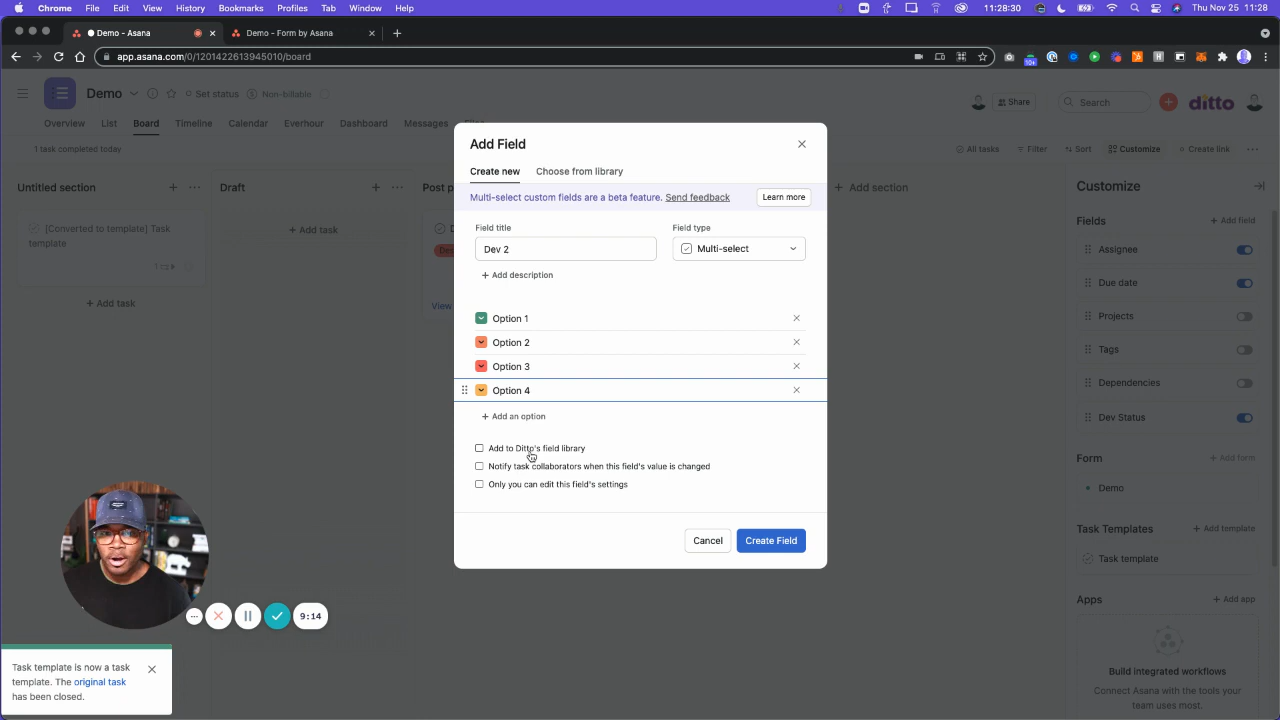 Chrome File Edit View History Bookmarks Profiles Tab Window Help 11:28:30 Thu Nov 25 11:28
Demo - Asana
Demo - Form by Asana
app.asana.com/0/1201422613945010/board
10+
Demo Set status Non-billable
Share Search ditto
Overview List Board Timeline Calendar Everhour Dashboard Messages
1 task completed today
All tasks Filter Sort Customize Create link
Untitled section
[Converted to template] Task template
+ Add task
Draft
+ Add task
Post p
View
+ Add section
Add Field
Create new Choose from library
Multi-select custom fields are a beta feature. Send feedback Learn more
Field title Field type
Dev 2 Multi-select
+ Add description
Option 1
Option 2
Option 3
Option 4
+ Add an option
Add to Ditto's field library
Notify task collaborators when this field's value is changed
Only you can edit this field's settings
Cancel Create Field
Customize
Fields + Add field
Assignee
Due date
Projects
Tags
Dependencies
Dev Status
Form + Add form
Demo
Task Templates + Add template
Task template
Apps + Add app
Build integrated workflows
Connect Asana with the tools your
team uses most.
9:14
Task template is now a task
template. The original task
has been closed.